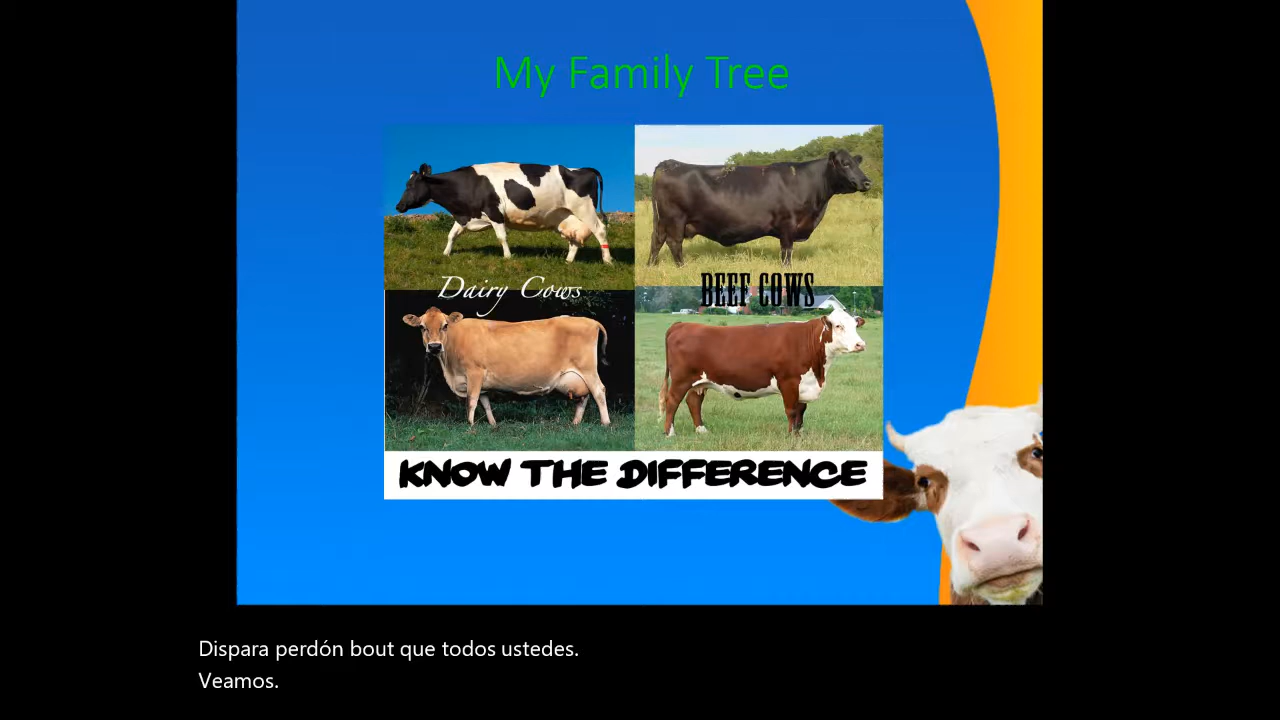 My Family Tree
Dairy Cows
BEEF COWS
KNOW THE DIFFERENCE
Dispara perdón bout que todos ustedes.
Veamos.